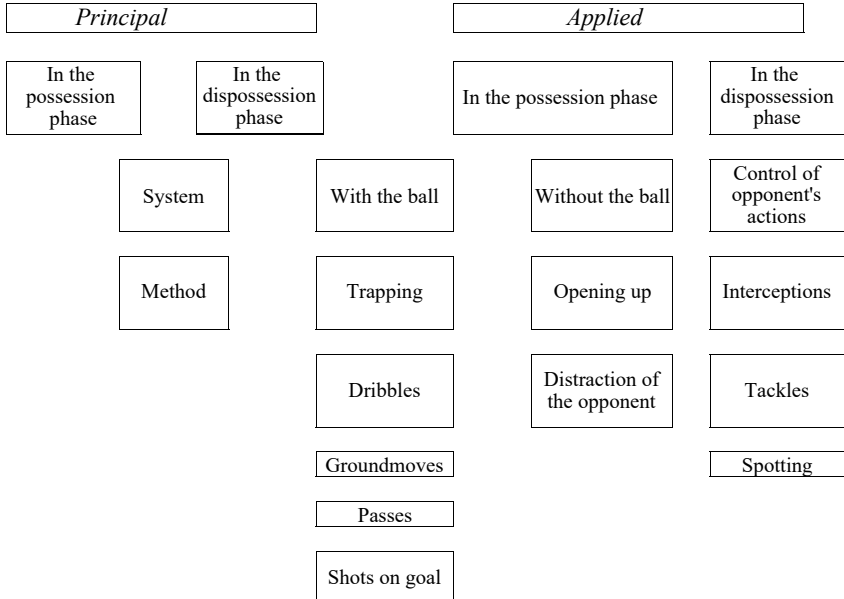 Principal
Applied
In the
possession
phase
In the
dispossession
phase
In the possession phase
In the
dispossession
phase
System
With the ball
Without the ball
Control of
opponent's
actions
Method
Trapping
Opening up
Interceptions
Dribbles
Distraction of
the opponent
Tackles
Groundmoves
Spotting
Passes
Shots on goal